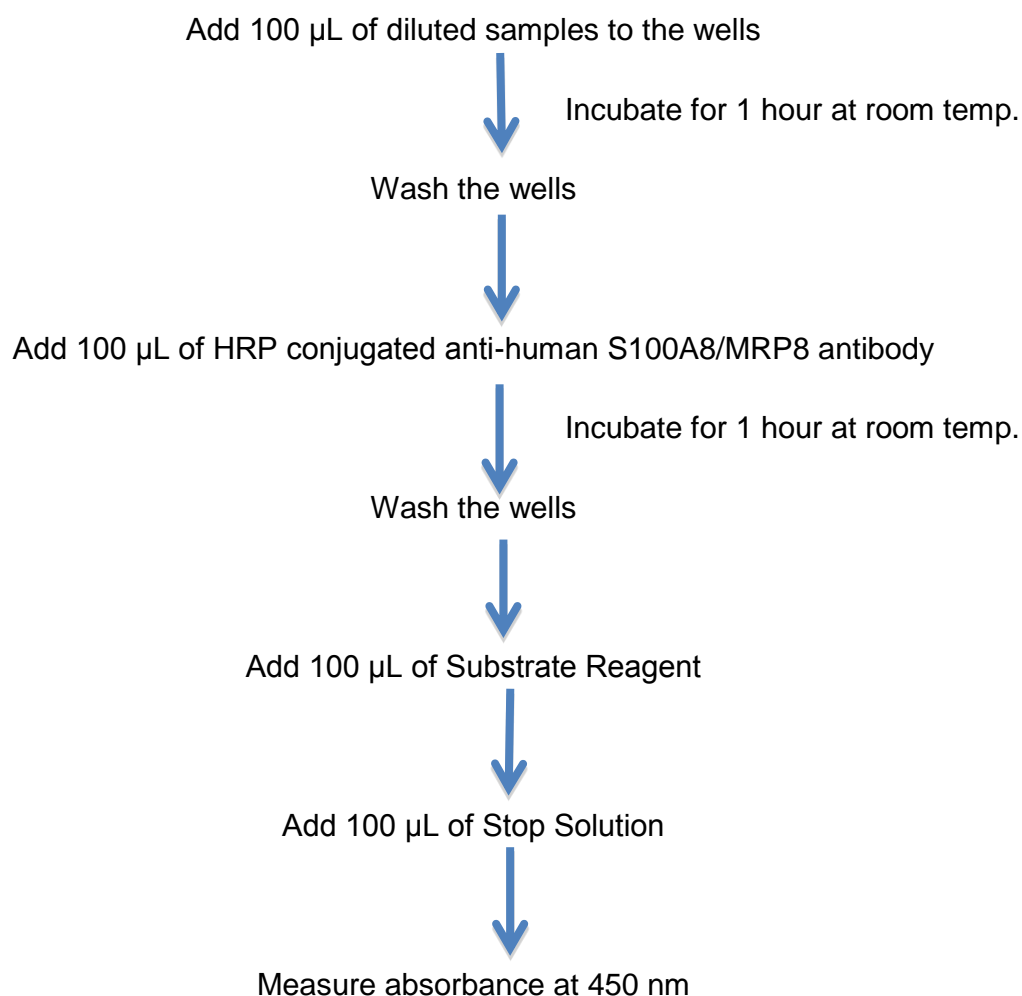 Add 100 µL of diluted samples to the wells
Incubate for 1 hour at room temp.
Wash the wells
Add 100 µL of HRP conjugated anti-human S100A8/MRP8 antibody
Incubate for 1 hour at room temp.
Wash the wells
Add 100 µL of Substrate Reagent
Add 100 µL of Stop Solution
Measure absorbance at 450 nm